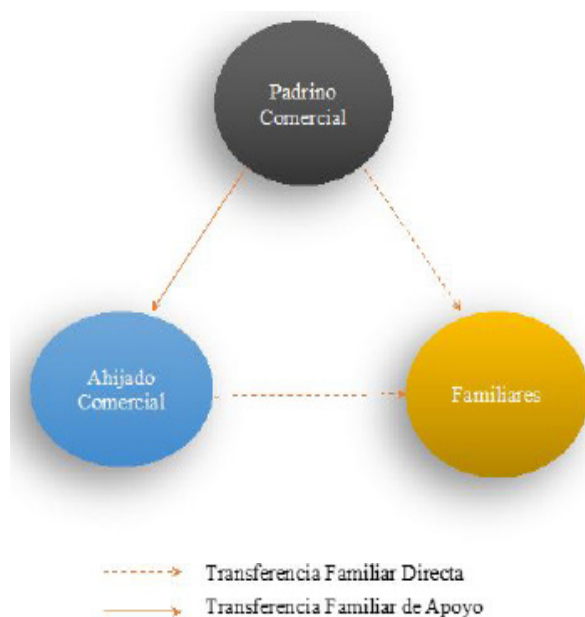 Padrino
Comercial
Ahijado
Comercial
Familiares
Transferencia Familiar Directa
Transferencia Familiar de Apoyo